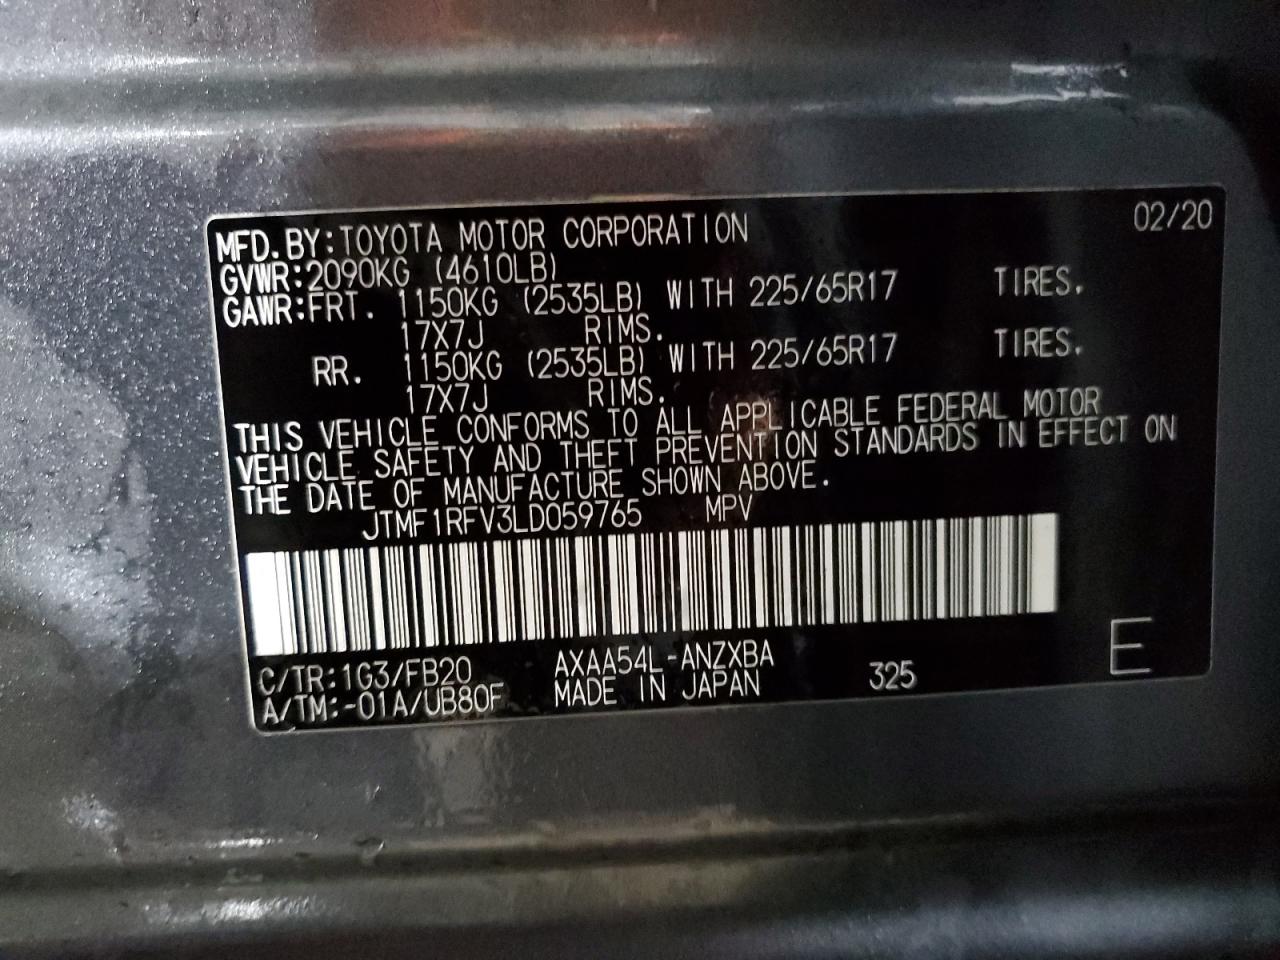 MFD.BY:TOYOTA MOTOR CORPORATION 02/20
GVWR:2090KG (4610LB)
GAWR:FRT. 1150KG (2535LB) WITH 225/65R17 TIRES.
17X7J RIMS.
RR. 1150KG (2535LB) WITH 225/65R17 TIRES.
17X7J RIMS.
THIS VEHICLE CONFORMS TO ALL APPLICABLE FEDERAL MOTOR
VEHICLE SAFETY AND THEFT PREVENTION STANDARDS IN EFFECT ON
THE DATE OF MANUFACTURE SHOWN ABOVE.
JTMF1RFV3LD059765 MPV
C/TR:1G3/FB20 AXAA54L-ANZXBA
A/TM:-01A/UB80F MADE IN JAPAN 325 E